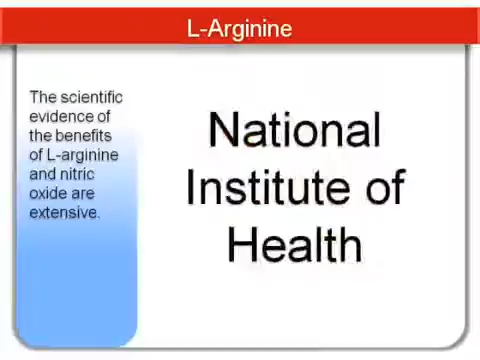 L-Arginine
The scientific
evidence of
the benefits
of L-arginine
and nitric
oxide are
extensive.
National
Institute of
Health